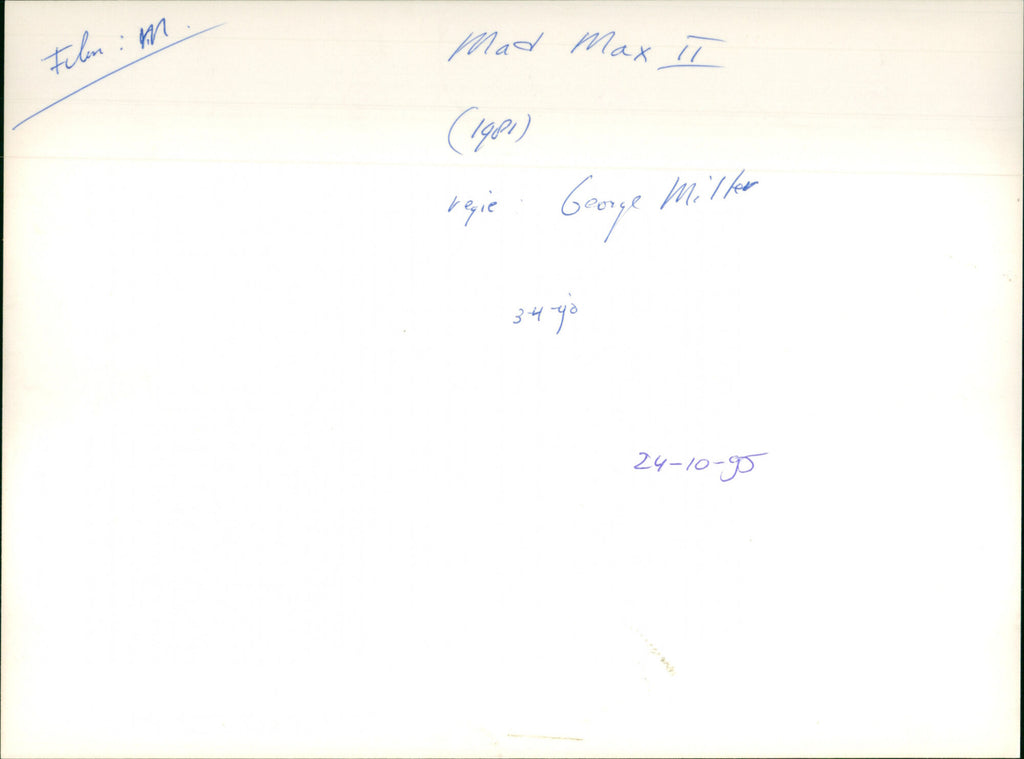 Film: M.
Mad Max II
(1981)
regie: George Miller
3-4-90
24-10-95